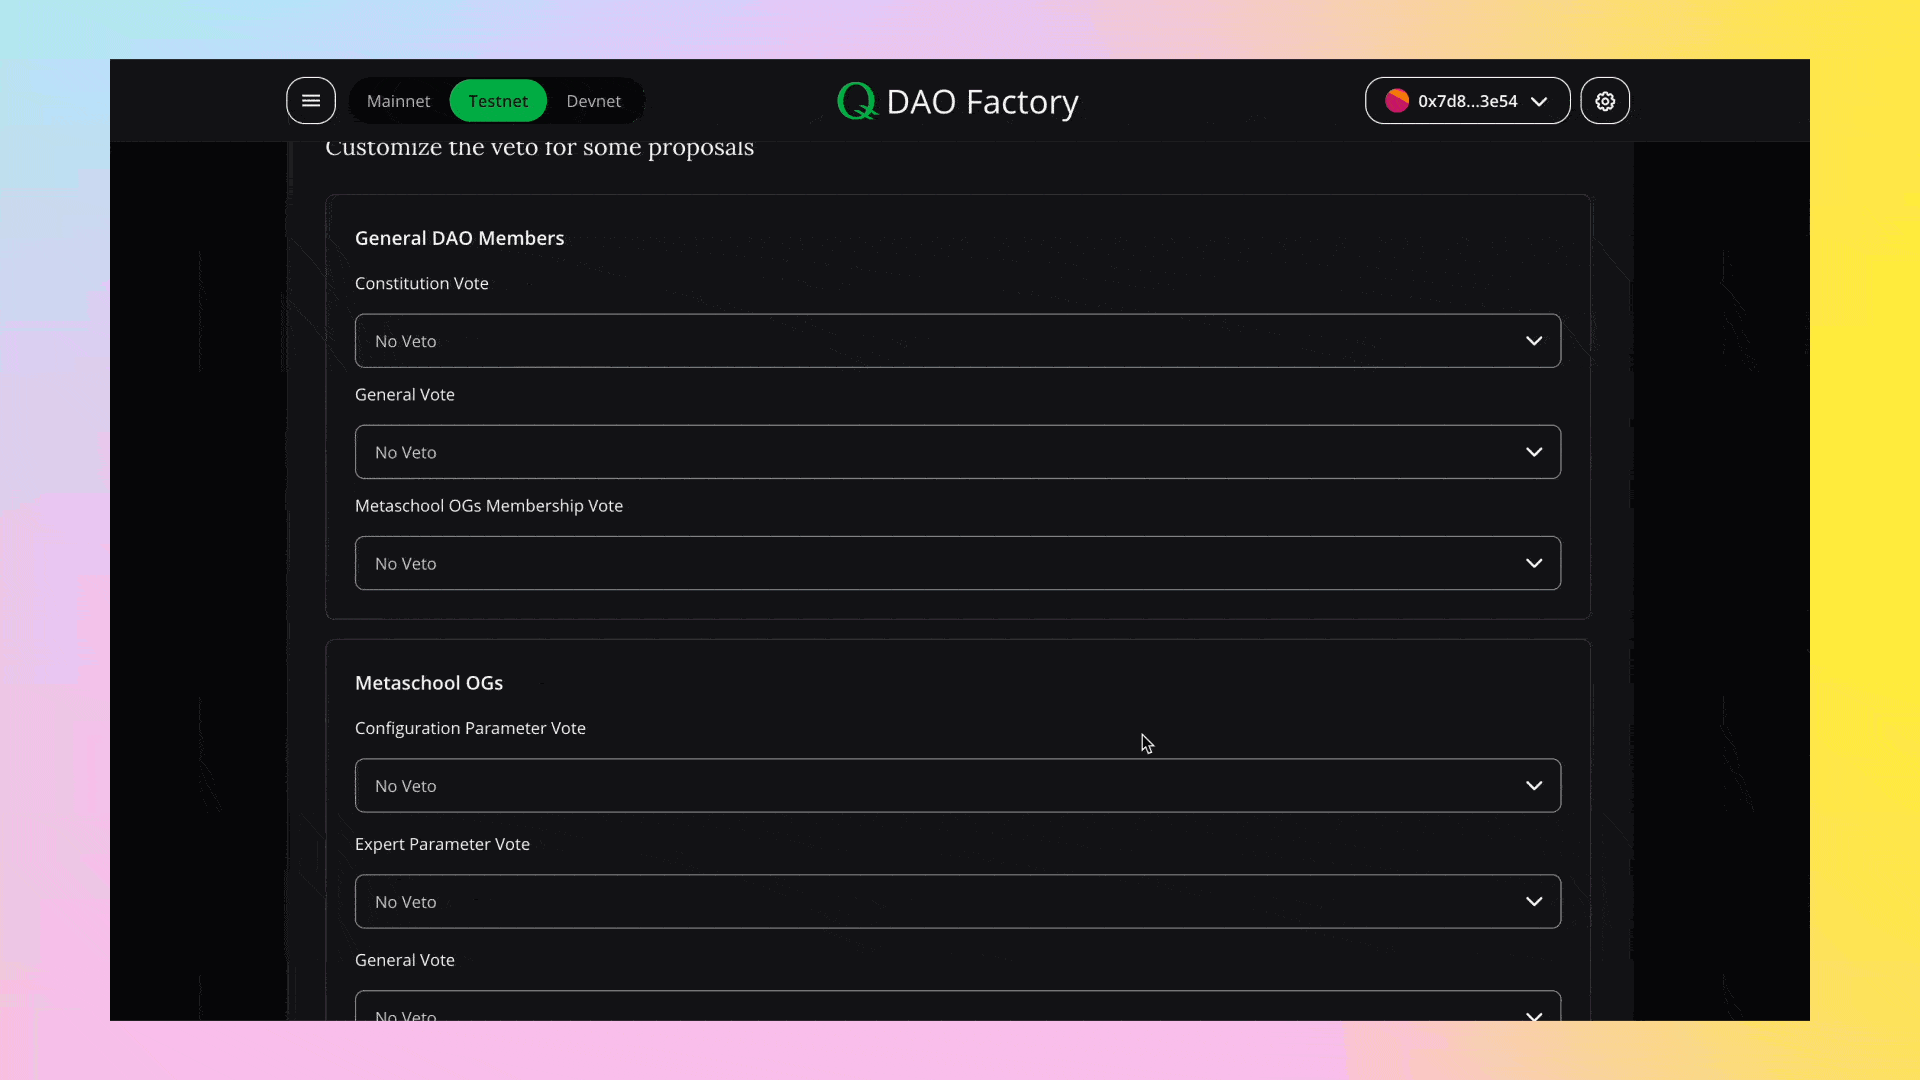 Mainnet Testnet Devnet
Q DAO Factory
0x7d8...3e54
Customize the veto for some proposals
General DAO Members
Constitution Vote
No Veto
General Vote
No Veto
Metaschool OGs Membership Vote
No Veto
Metaschool OGs
Configuration Parameter Vote
No Veto
Expert Parameter Vote
No Veto
General Vote
No Veto